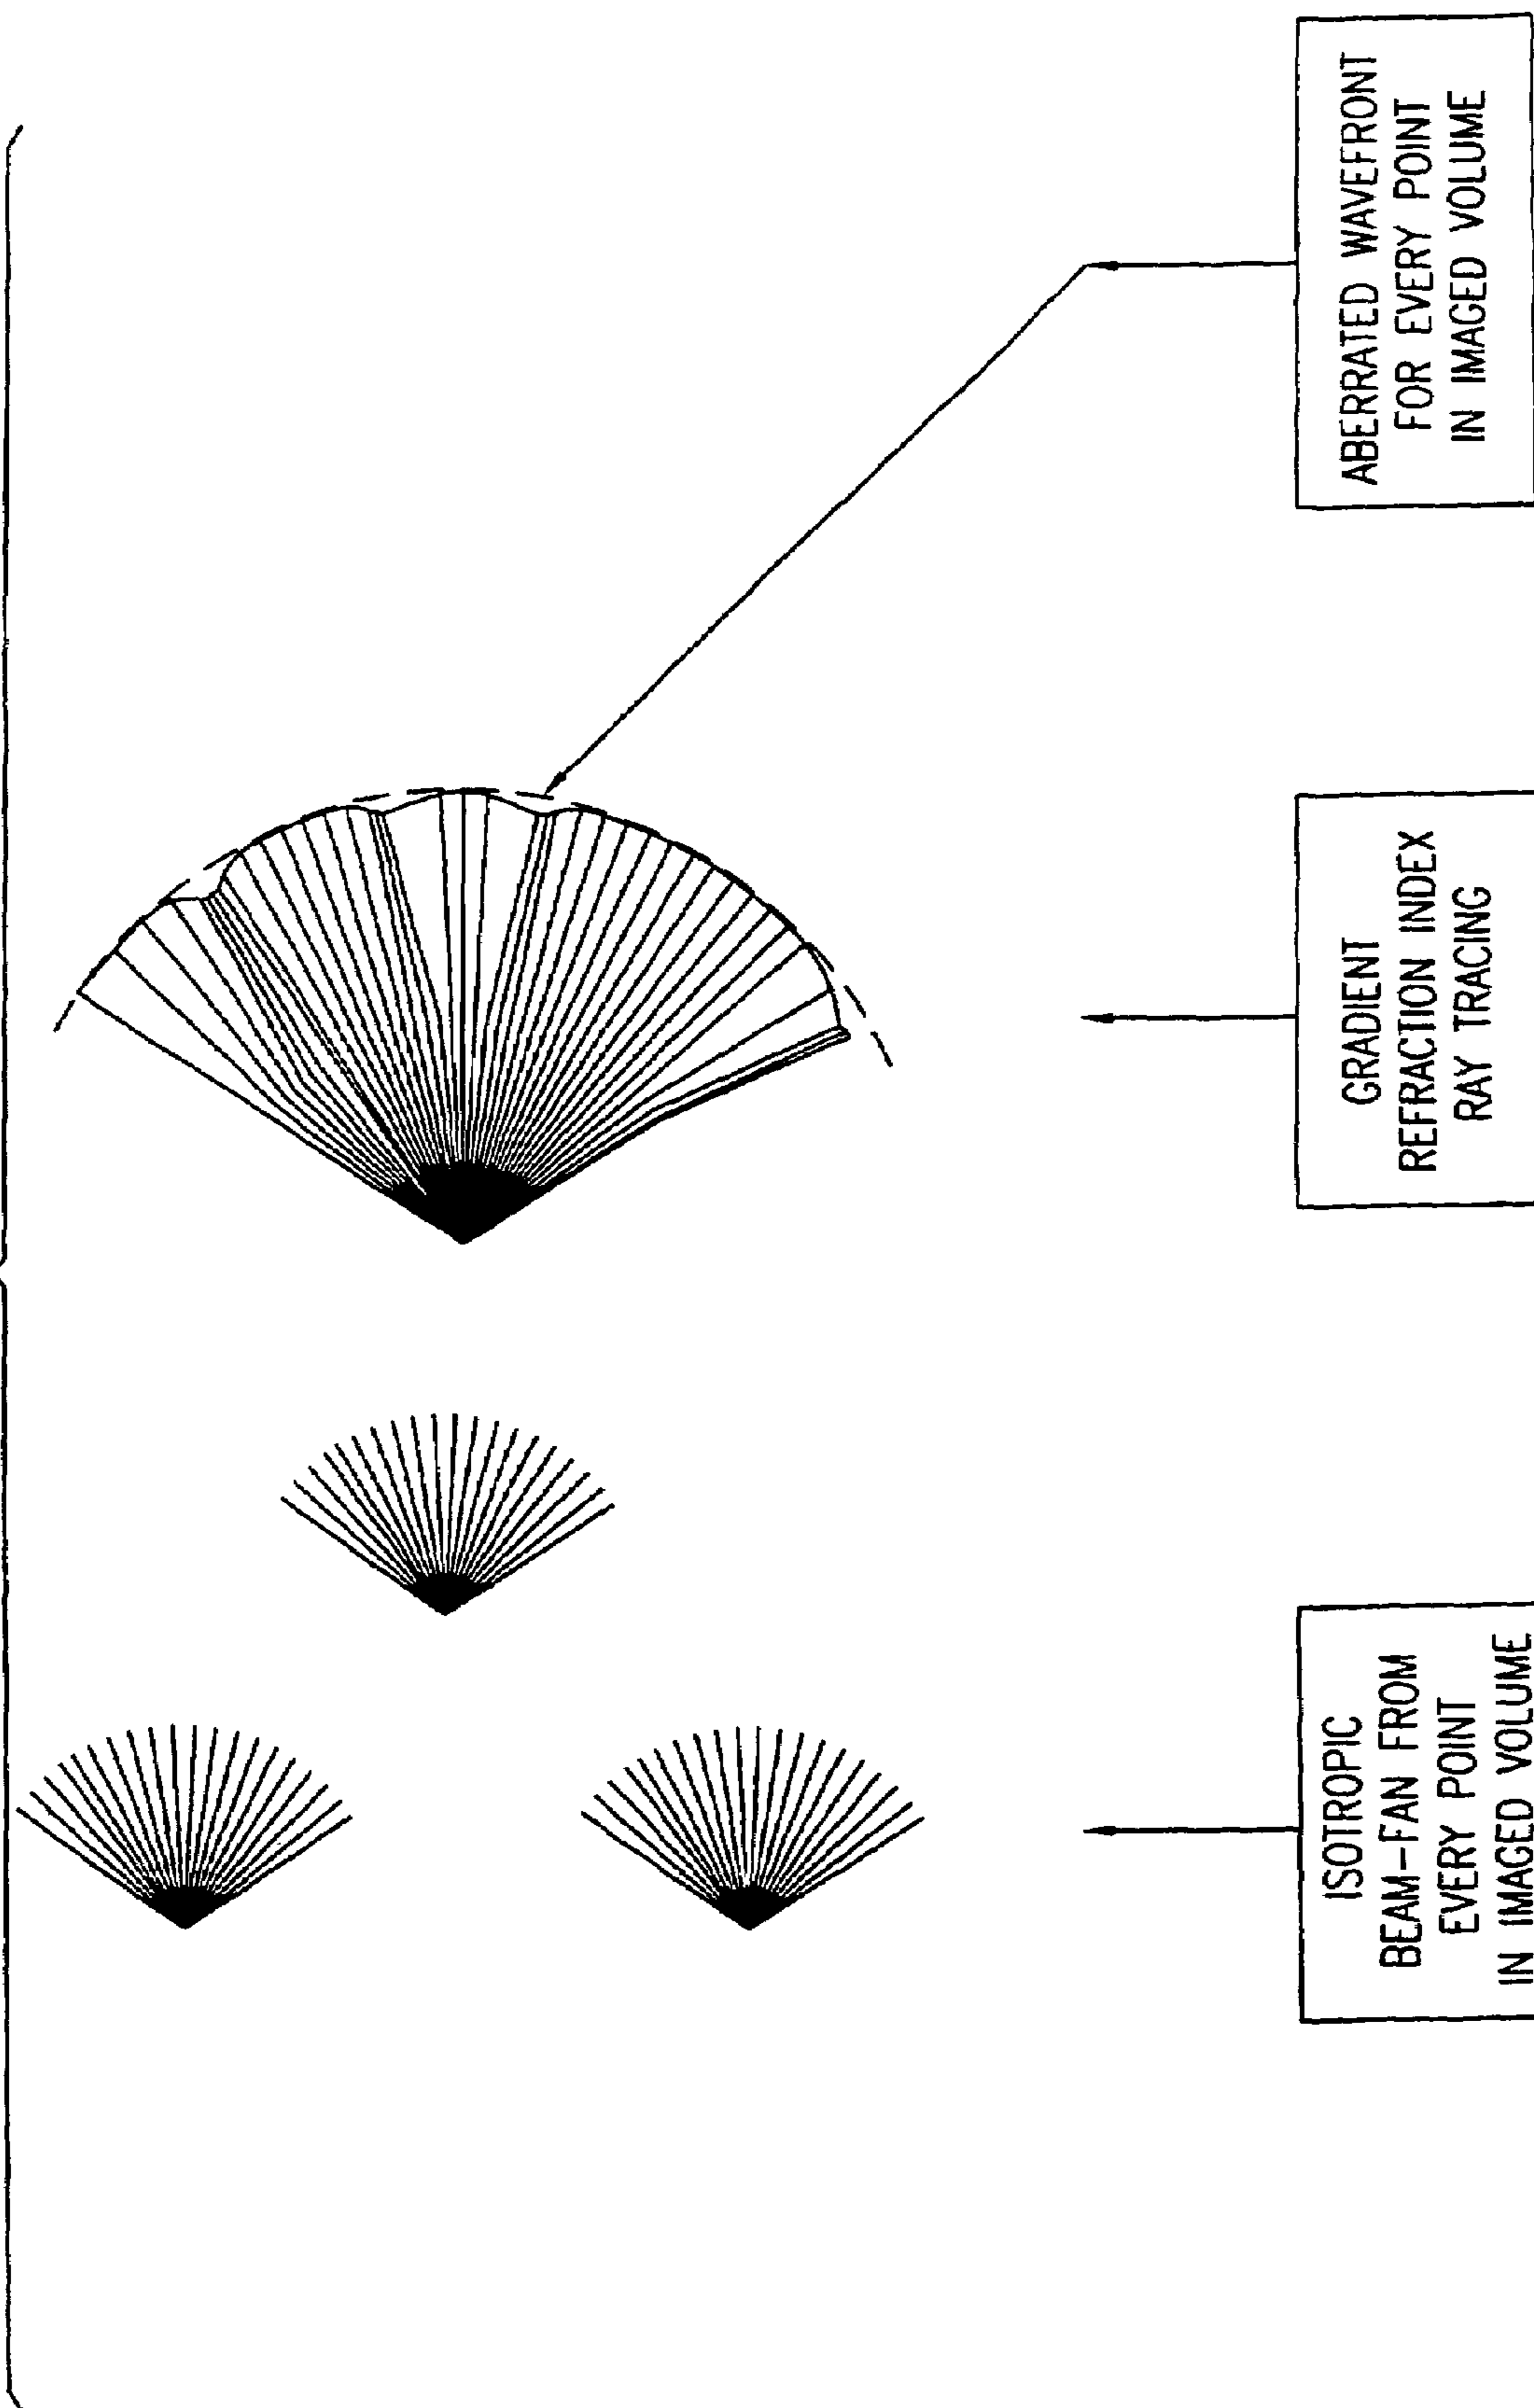 ISOTROPIC
BEAM-FAN FROM
EVERY POINT
IN IMAGED VOLUME
GRADIENT
REFRACTION INDEX
RAY TRACING
ABERRATED WAVEFRONT
FOR EVERY POINT
IN IMAGED VOLUME